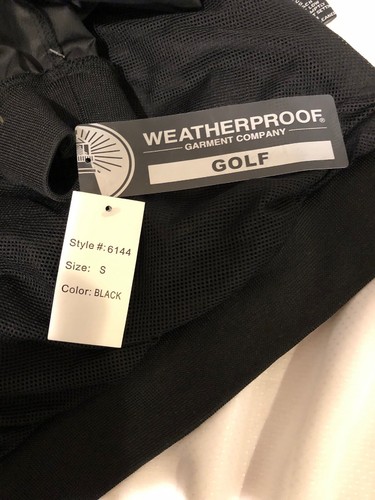 WEATHERPROOF®
GARMENT COMPANY
GOLF
Style #: 6144
Size: S
Color: BLACK